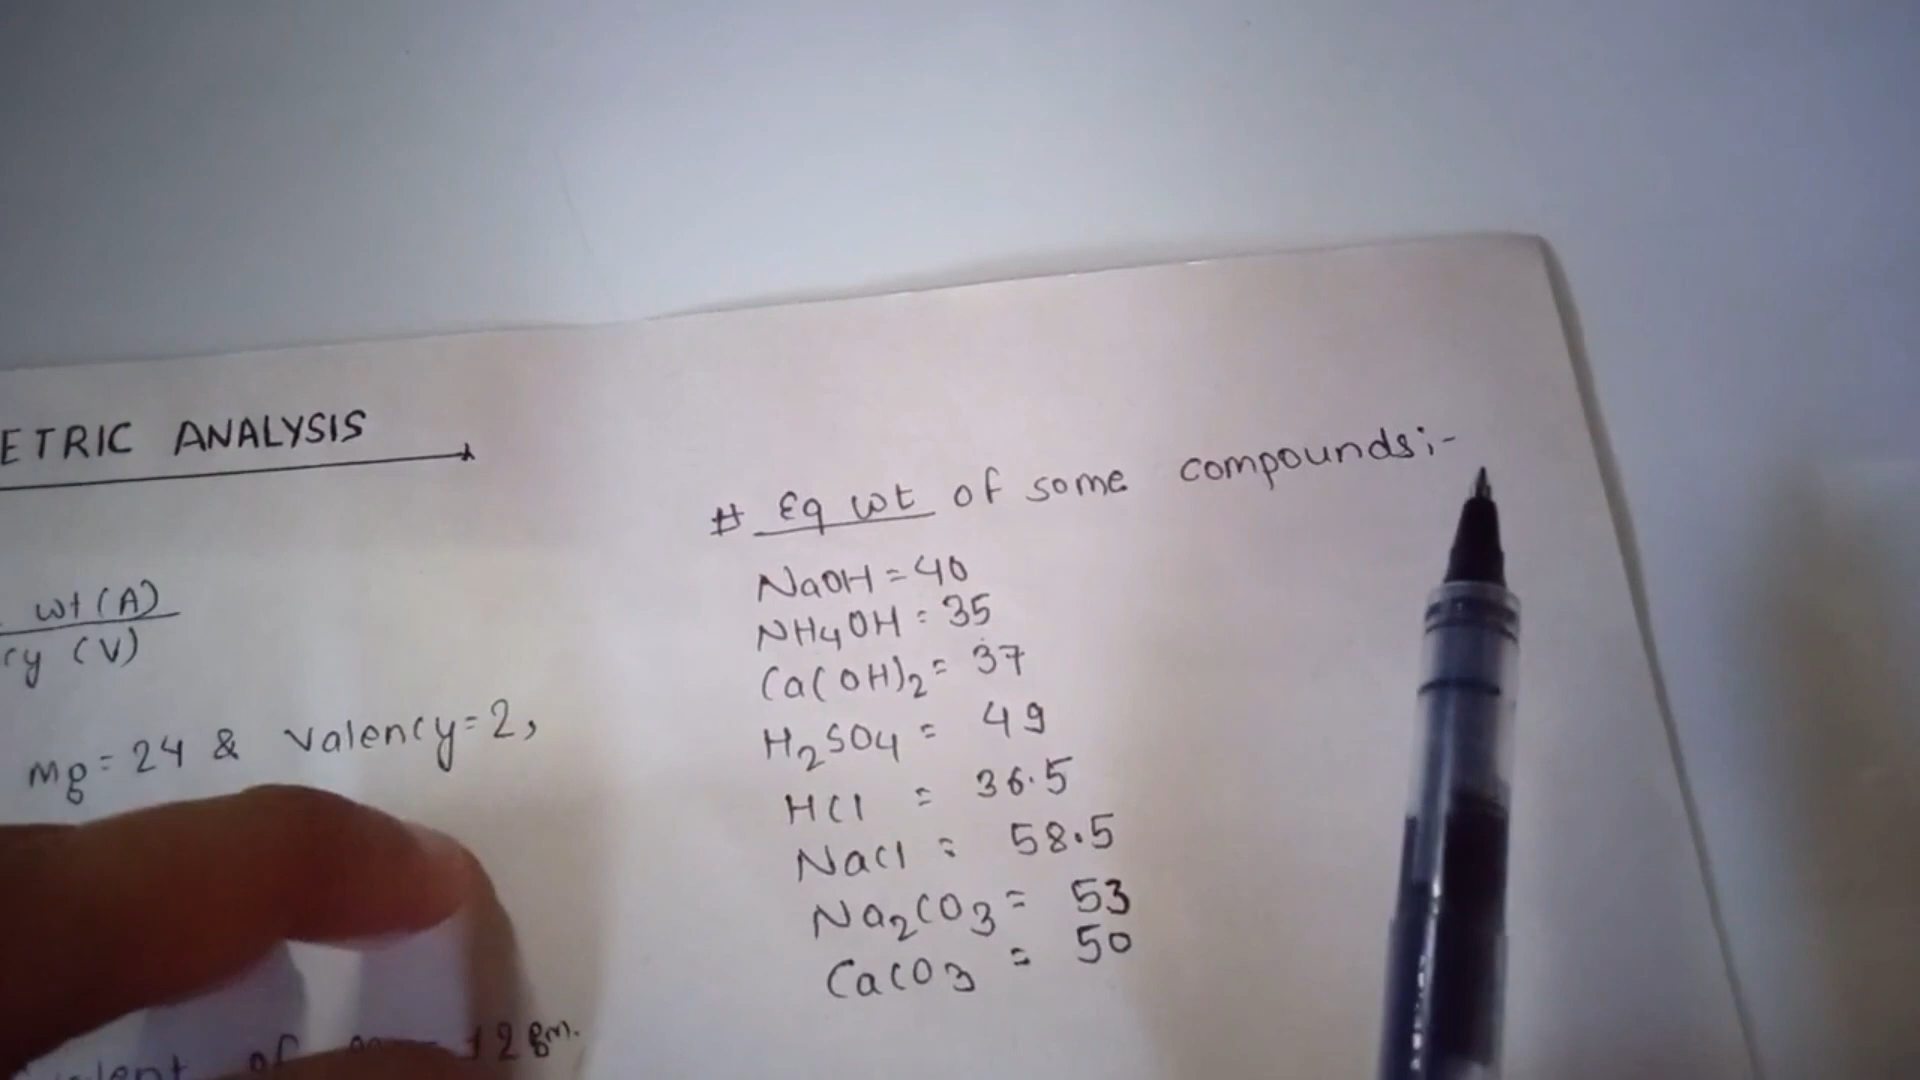 ETRIC ANALYSIS
wt (A)
(V)
mg = 24 & valency = 2,
of = 12 gm.
# Eq wt of some compounds ;-
NaOH = 40
NH4OH = 35
Ca(OH)2 = 37
H2SO4 = 49
HCl = 36.5
NaCl = 58.5
Na2CO3 = 53
CaCO3 = 50